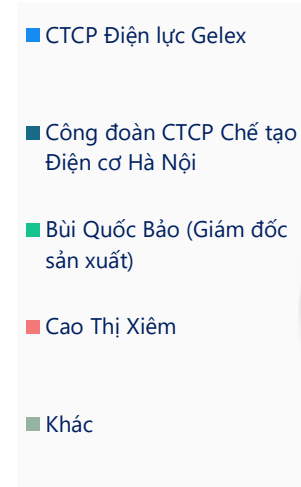 CTCP Điện lực Gelex
Công đoàn CTCP Chế tạo
Điện cơ Hà Nội
Bùi Quốc Bảo (Giám đốc
sản xuất)
Cao Thị Xiêm
Khác